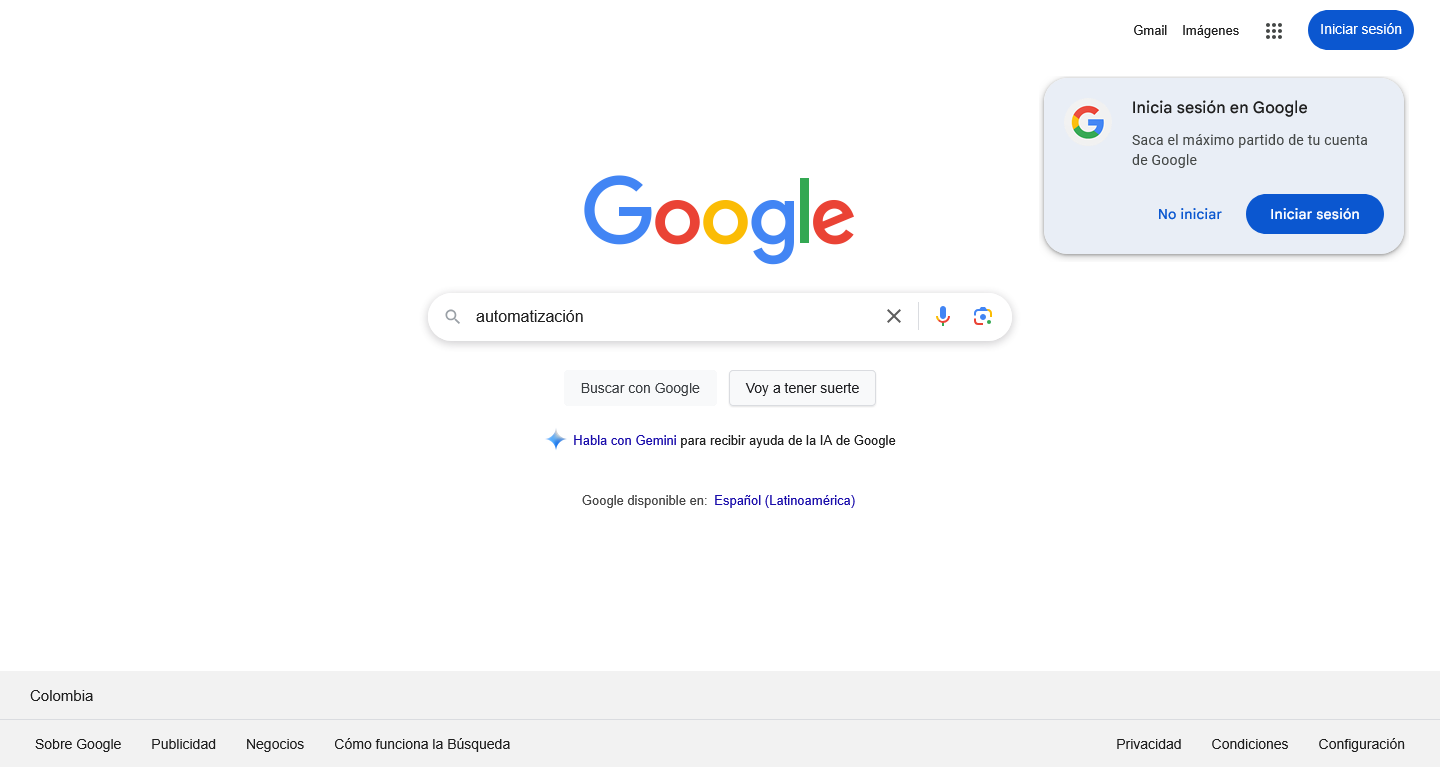 Gmail Imágenes Iniciar sesión
Inicia sesión en Google
Saca el máximo partido de tu cuenta
de Google
No iniciar Iniciar sesión
Google
automatización
Buscar con Google Voy a tener suerte
Habla con Gemini para recibir ayuda de la IA de Google
Google disponible en: Español (Latinoamérica)
Colombia
Sobre Google Publicidad Negocios Cómo funciona la Búsqueda Privacidad Condiciones Configuración